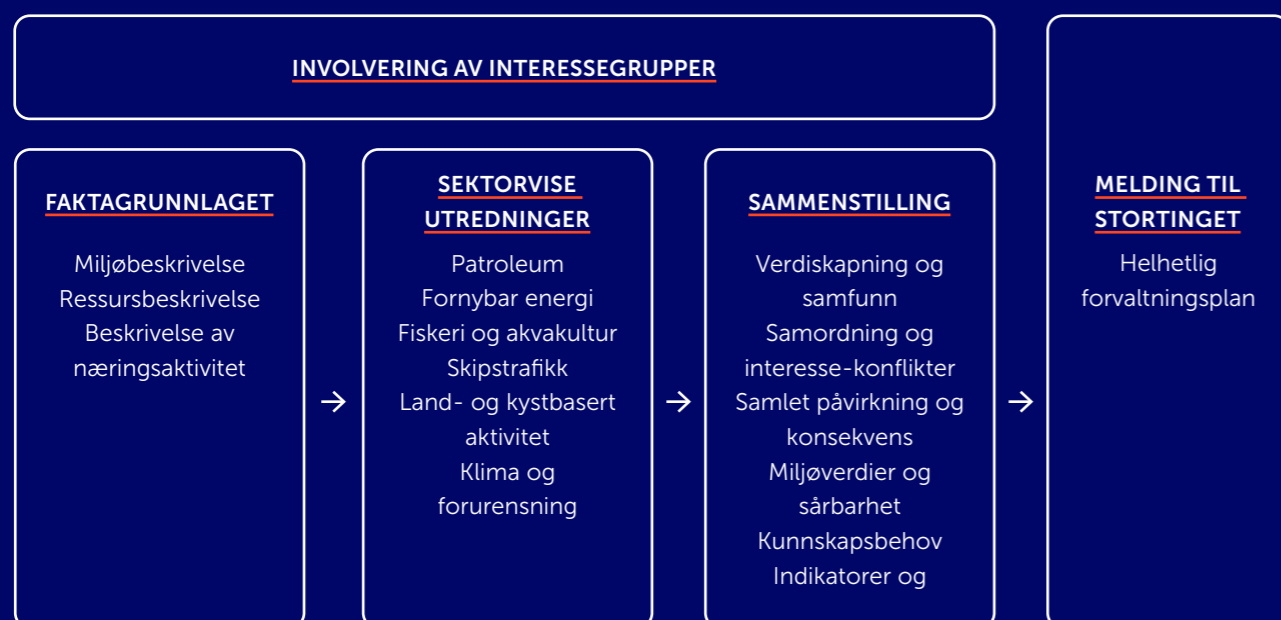 INVOLVERING AV INTERESSEGRUPPER
FAKTAGRUNNLAGET
Miljøbeskrivelse
Ressursbeskrivelse
Beskrivelse av
næringsaktivitet
→
SEKTORVISE
UTREDNINGER
Patroleum
Fornybar energi
Fiskeri og akvakultur
Skipstrafikk
Land- og kystbasert
aktivitet
Klima og
forurensning
→
SAMMENSTILLING
Verdiskapning og
samfunn
Samordning og
interesse-konflikter
Samlet påvirkning og
konsekvens
Miljøverdier og
sårbarhet
Kunnskapsbehov
Indikatorer og
→
MELDING TIL
STORTINGET
Helhetlig
forvaltningsplan